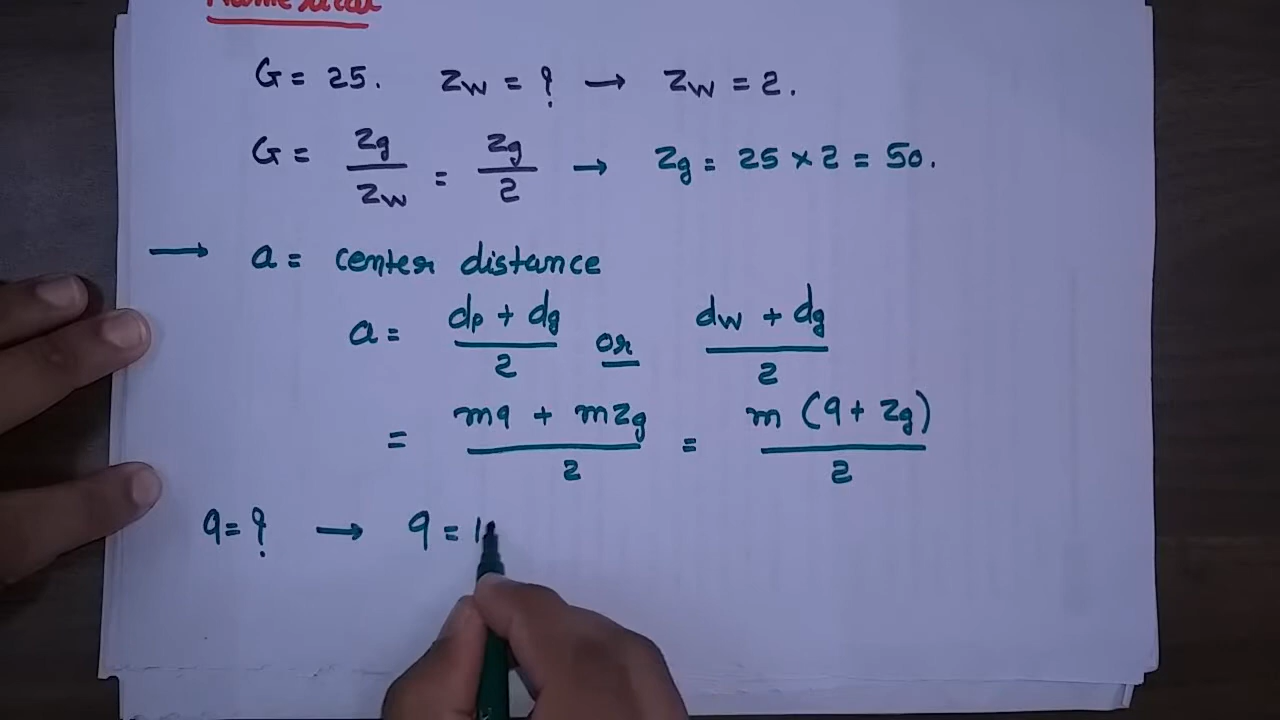 Numerical
G = 25. Zw = ? → Zw = 2.
G = Zg/Zw = Zg/2 → Zg = 25 × 2 = 50.
→ a = center distance
a = dp + dg/2 or dw + dg/2
= mq + mZg/2 = m (q + Zg)/2
q = ? → q = 1